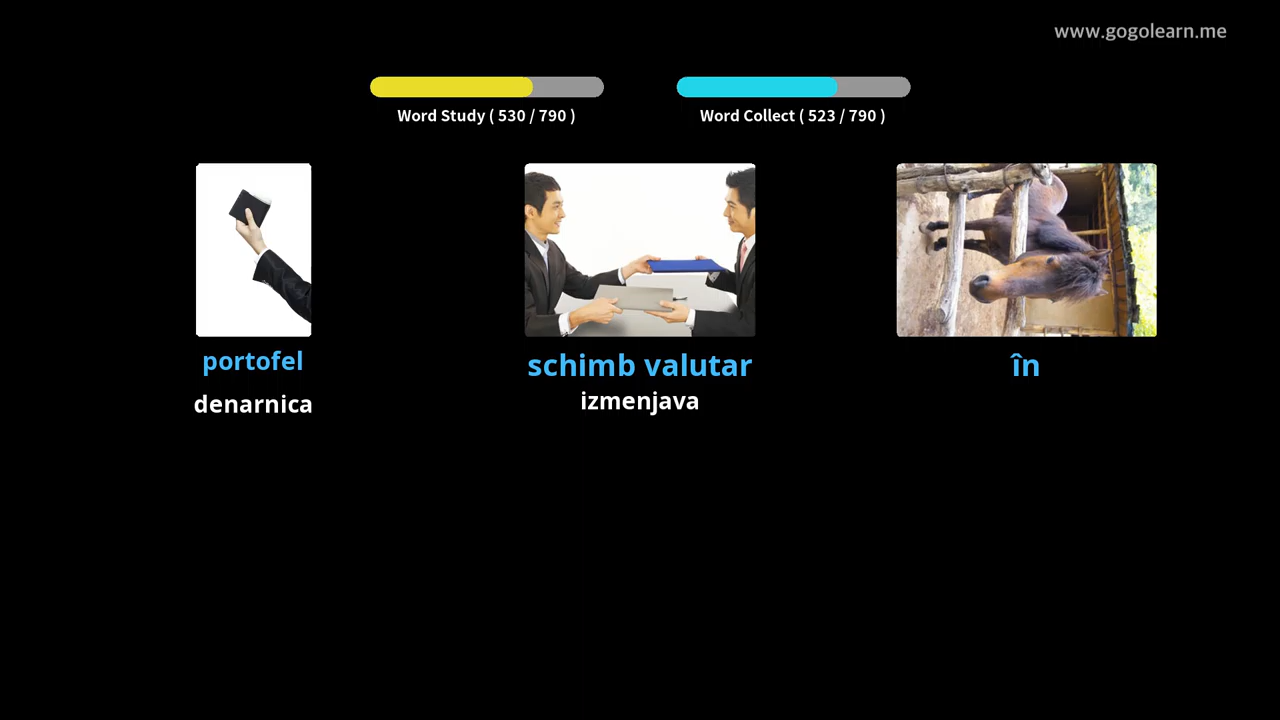 www.gogolearn.me
Word Study ( 530 / 790 )
Word Collect ( 523 / 790 )
portofel
denarnica
schimb valutar
izmenjava
în